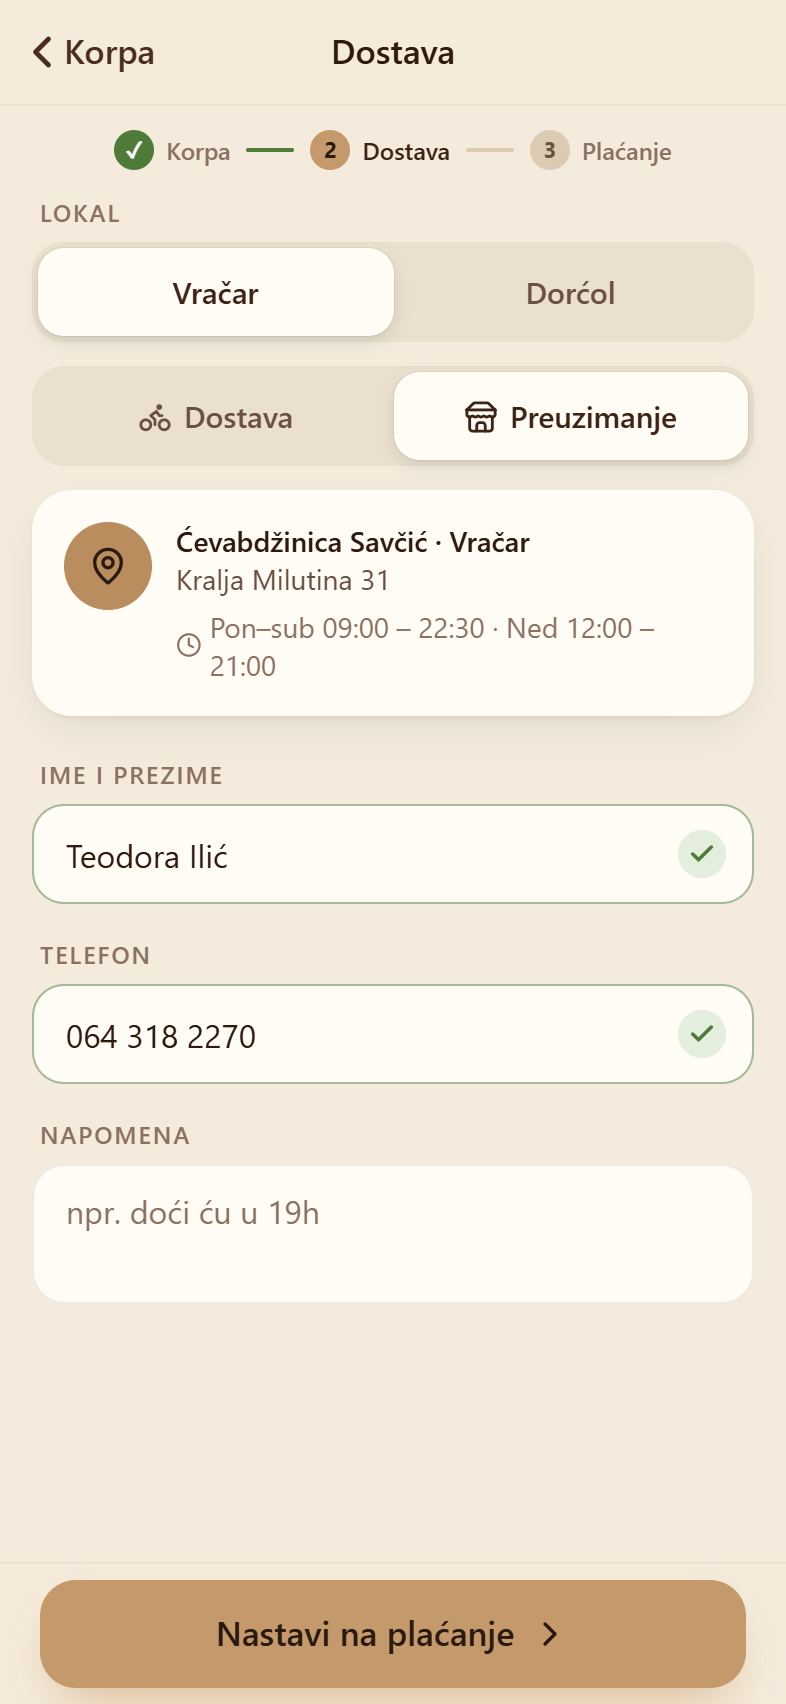 Korpa
Dostava
✓ Korpa 2 Dostava 3 Plaćanje
LOKAL
Vračar Dorćol
Dostava Preuzimanje
Ćevabdžinica Savčić · Vračar
Kralja Milutina 31
Pon–sub 09:00 – 22:30 · Ned 12:00 –
21:00
IME I PREZIME
Teodora Ilić
TELEFON
064 318 2270
NAPOMENA
npr. doći ću u 19h
Nastavi na plaćanje